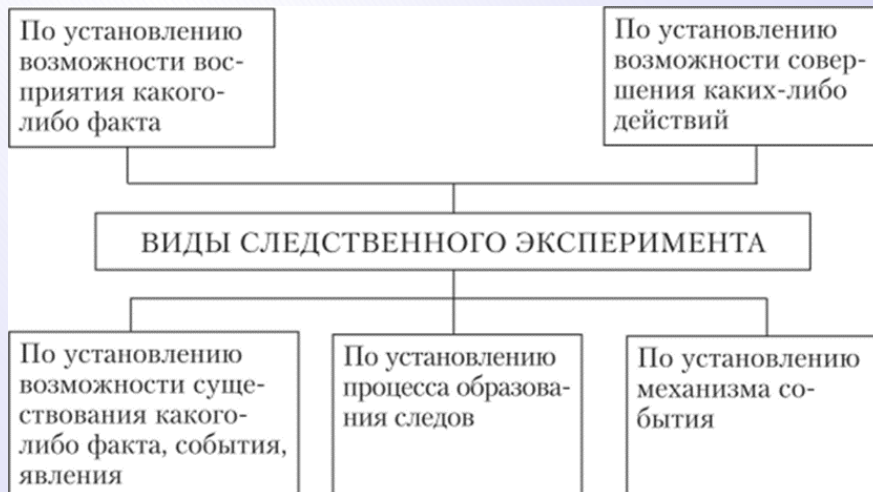 По установлению
возможности вос-
приятия какого-
либо факта
По установлению
возможности совер-
шения каких-либо
действий
ВИДЫ СЛЕДСТВЕННОГО ЭКСПЕРИМЕНТА
По установлению
возможности суще-
ствования какого-
либо факта, события,
явления
По установлению
процесса образова-
ния следов
По установлению
механизма со-
бытия